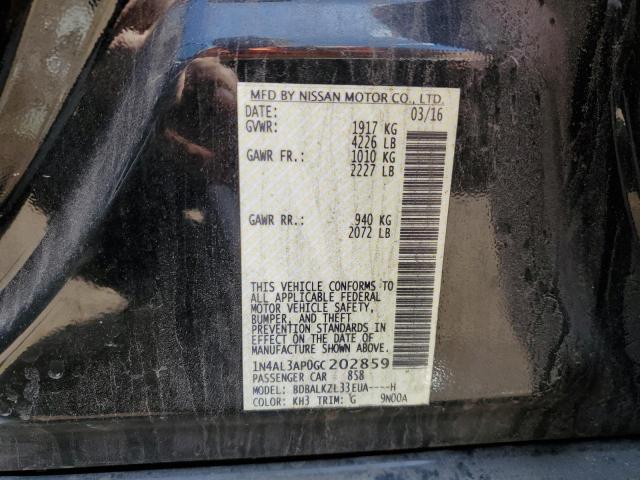 MFD BY NISSAN MOTOR CO., LTD.
DATE: 03/16
GVWR: 1917 KG
4226 LB
GAWR FR.: 1010 KG
2227 LB
GAWR RR.: 940 KG
2072 LB
THIS VEHICLE CONFORMS TO
ALL APPLICABLE FEDERAL
MOTOR VEHICLE SAFETY,
BUMPER, AND THEFT
PREVENTION STANDARDS IN
EFFECT ON THE DATE OF
MANUFACTURE SHOWN ABOVE.
1N4AL3AP0GC202859
PASSENGER CAR 858
MODEL: BDBALKZL33EUA----H
COLOR: KH3 TRIM: G 9N00A